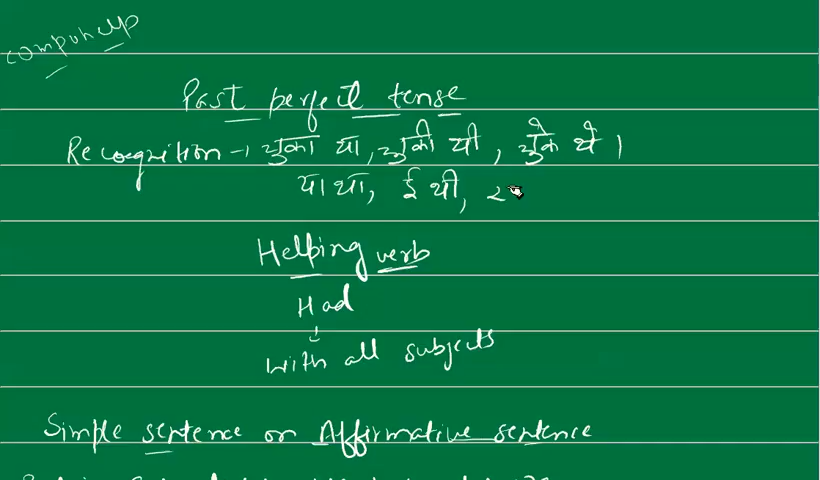 Past perfect tense
Recognition → चुका था, चुकी थी, चुके थे।
या था, ई थी,
Helping verb
Had
with all subjects
Simple sentence or Affirmative sentence